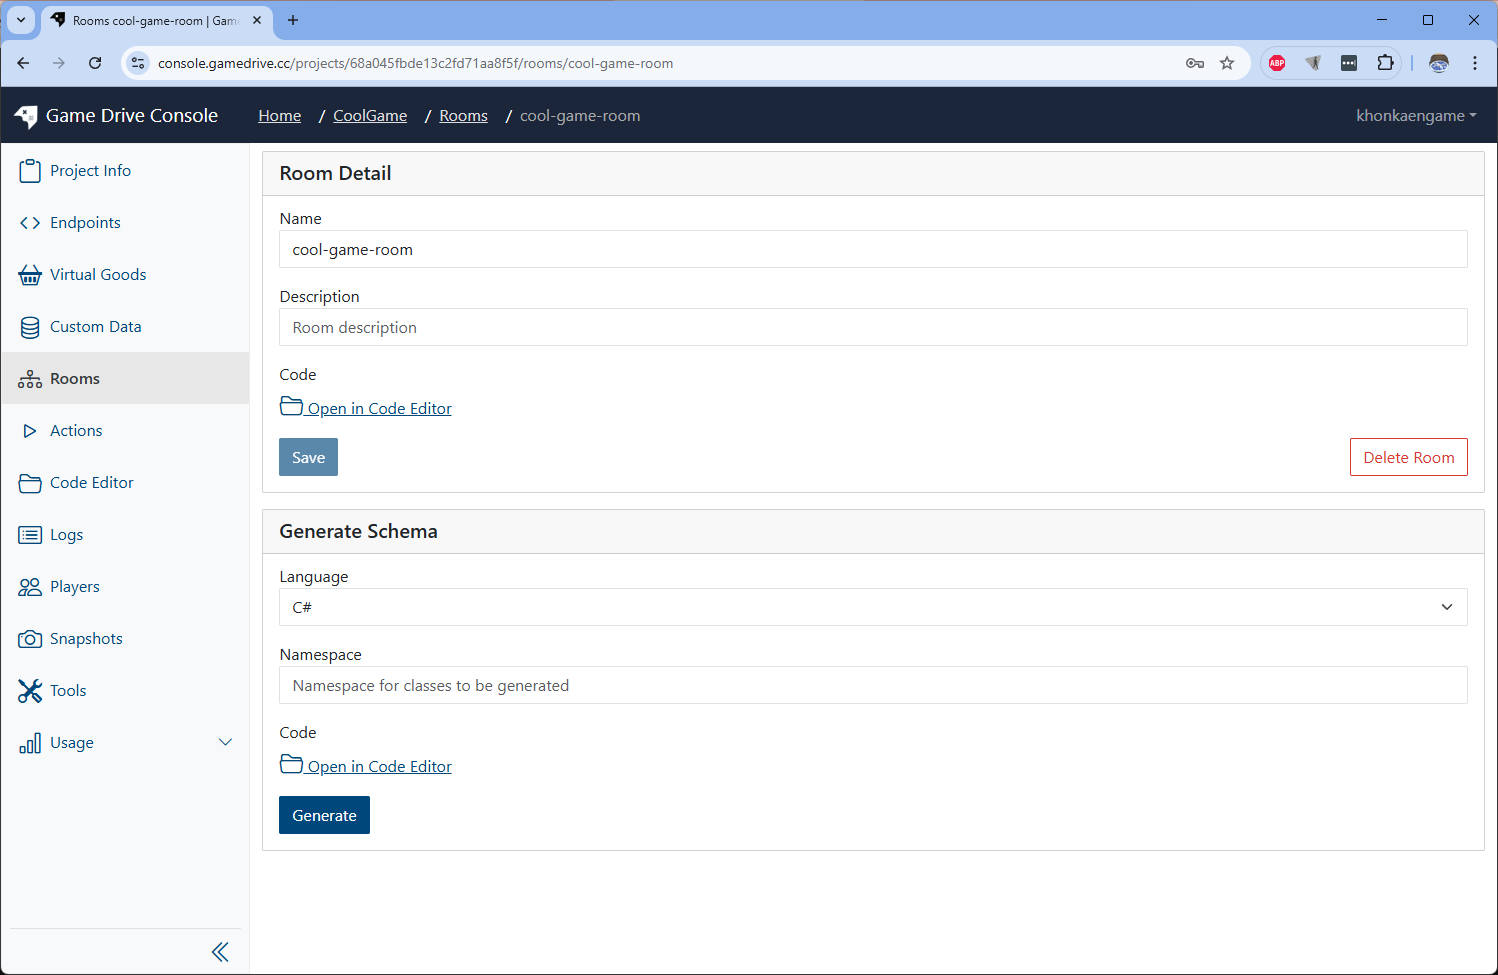 Rooms cool-game-room | Gam
console.gamedrive.cc/projects/68a045fbde13c2fd71aa8f5f/rooms/cool-game-room
ABP
Game Drive Console
Home / CoolGame / Rooms / cool-game-room
khonkaengame
Project Info
Endpoints
Virtual Goods
Custom Data
Rooms
Actions
Code Editor
Logs
Players
Snapshots
Tools
Usage
Room Detail
Name
cool-game-room
Description
Room description
Code
Open in Code Editor
Save
Delete Room
Generate Schema
Language
C#
Namespace
Namespace for classes to be generated
Code
Open in Code Editor
Generate